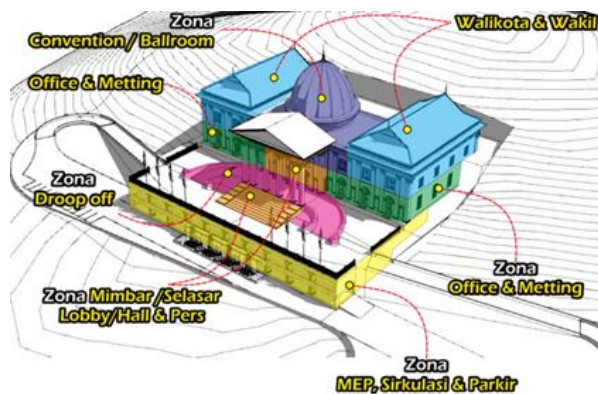 Zona
Convention / Ballroom
Walikota & Wakil
Office & Metting
Zona
Droop off
Zona Mimbar /Selasar
Lobby/Hall & Pers
Zona
Office & Metting
Zona
MEP, Sirkulasi & Parkir